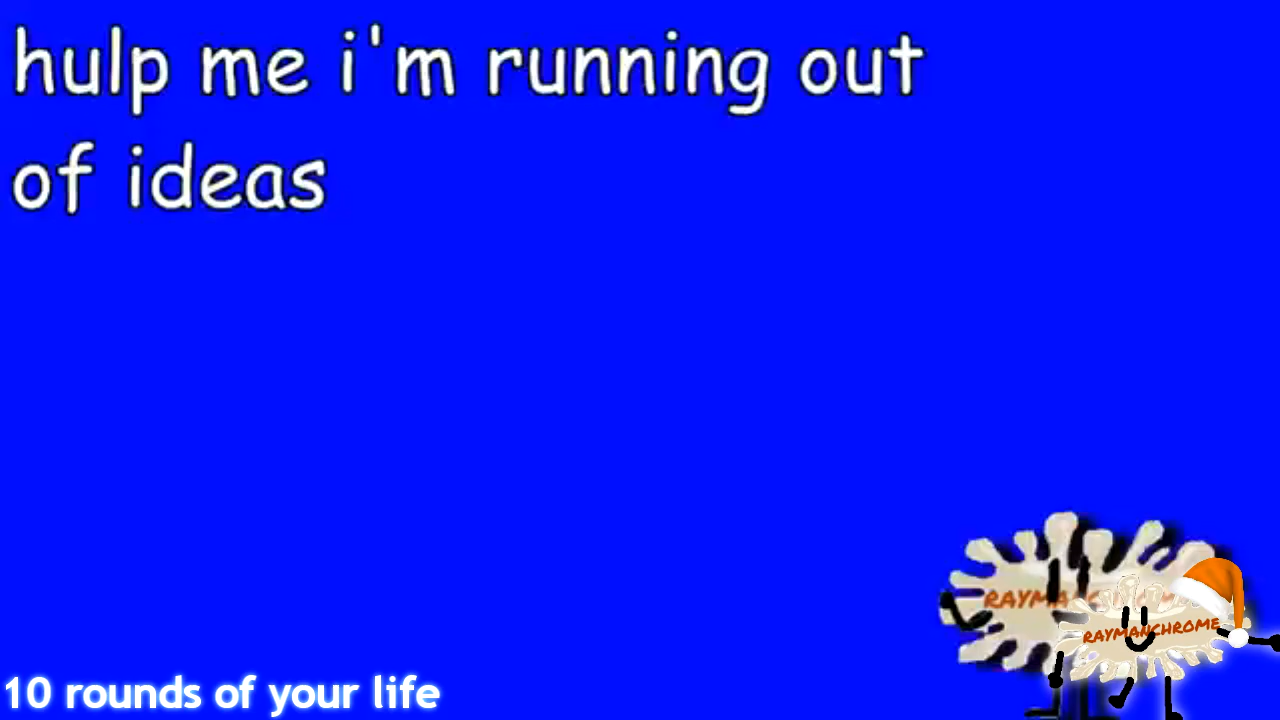 hulp me i'm running out
of ideas
RAYMANCHROME
10 rounds of your life